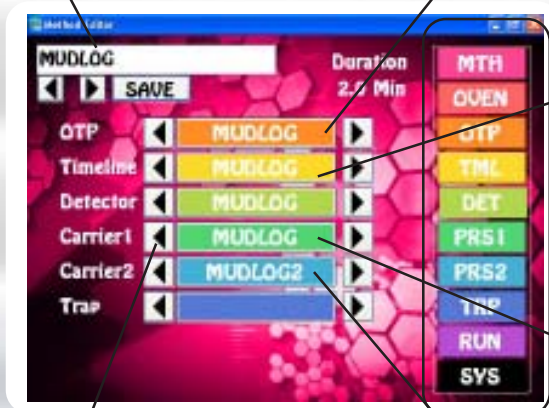 Method Editor
MUDLOG
Duration
SAVE
2.0 Min
OTP MUDLOG
Timeline MUDLOG
Detector MUDLOG
Carrier1 MUDLOG
Carrier2 MUDLOG2
Trap
MTH
OVEN
OTP
TML
DET
PRS1
PRS2
TRP
RUN
SYS